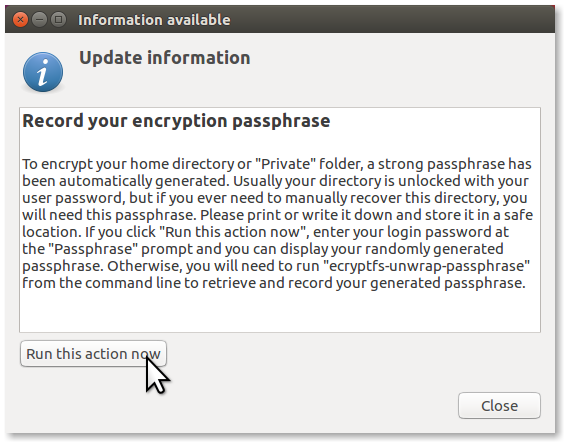 Information available
Update information
Record your encryption passphrase
To encrypt your home directory or "Private" folder, a strong passphrase has
been automatically generated. Usually your directory is unlocked with your
user password, but if you ever need to manually recover this directory, you
will need this passphrase. Please print or write it down and store it in a safe
location. If you click "Run this action now", enter your login password at
the "Passphrase" prompt and you can display your randomly generated
passphrase. Otherwise, you will need to run "ecryptfs-unwrap-passphrase"
from the command line to retrieve and record your generated passphrase.
Run this action now
Close